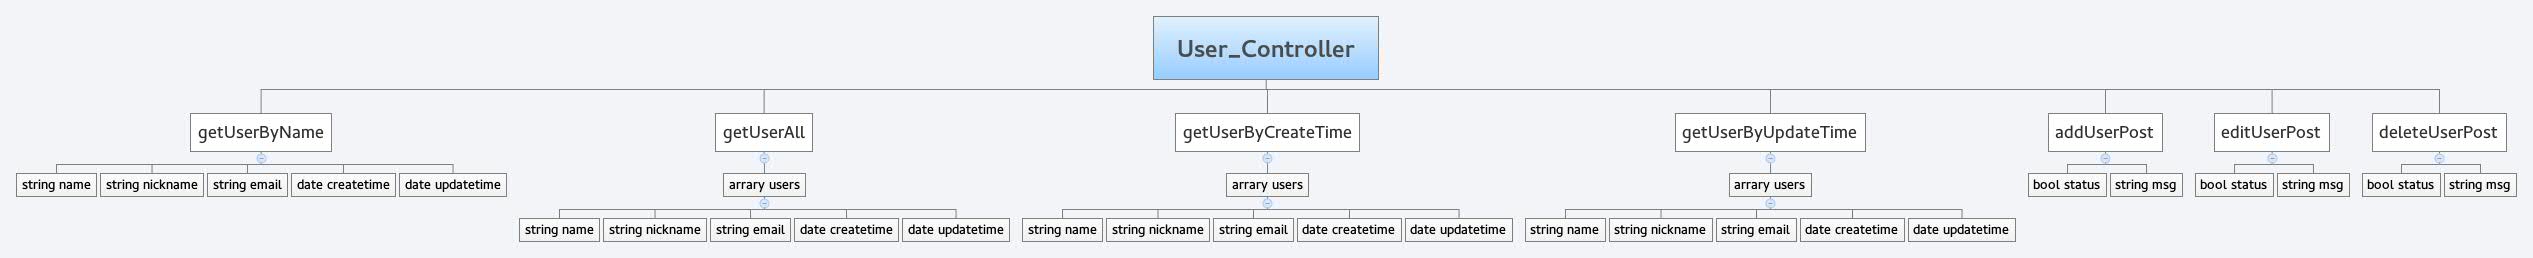 User_Controller
getUserByName
getUserAll
getUserByCreateTime
getUserByUpdateTime
addUserPost
editUserPost
deleteUserPost
string name
string nickname
string email
date createtime
date updatetime
arrary users
arrary users
arrary users
bool status
string msg
bool status
string msg
bool status
string msg
string name
string nickname
string email
date createtime
date updatetime
string name
string nickname
string email
date createtime
date updatetime
string name
string nickname
string email
date createtime
date updatetime